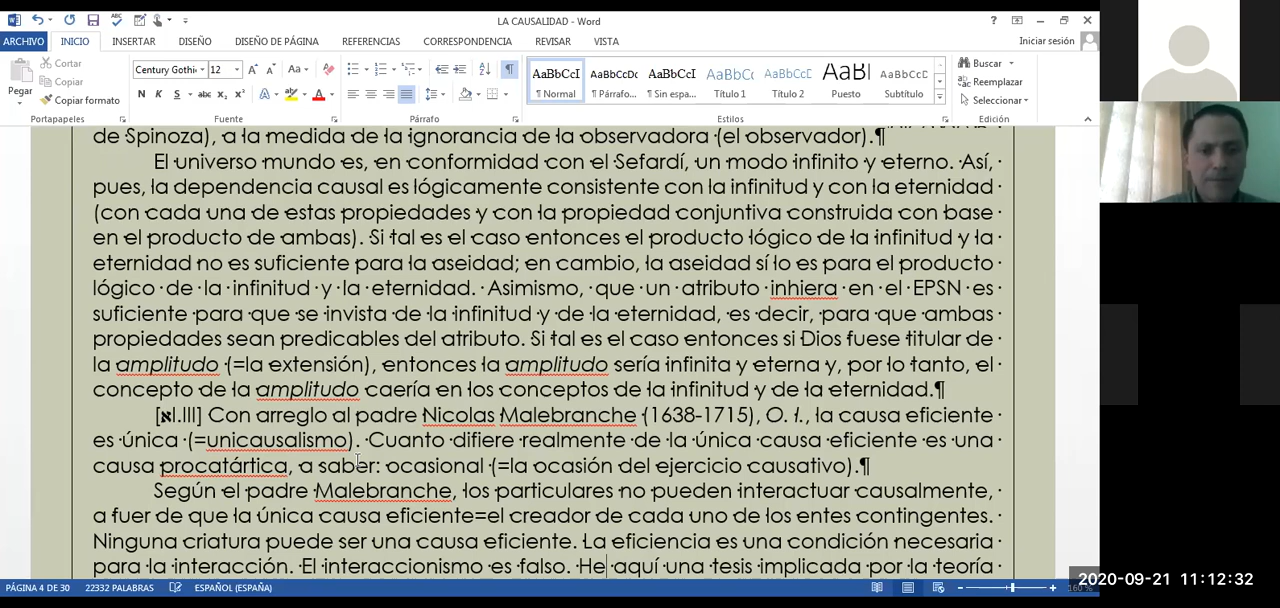 LA CAUSALIDAD - Word
ARCHIVO INICIO INSERTAR DISEÑO DISEÑO DE PÁGINA REFERENCIAS CORRESPONDENCIA REVISAR VISTA Iniciar sesión
Cortar
Copiar
Copiar formato
Pegar
Portapapeles
Century Gothi 12
N K S abc x₂ x²
Fuente
Párrafo
AaBbCcI AaBbCcDc AaBbCcI AaBbCc AaBbCcI AaBl AaBbCcD
¶ Normal ¶ Párrafo... ¶ Sin espa... Título 1 Título 2 Puesto Subtítulo
Estilos
Buscar
Reemplazar
Seleccionar
Edición
de Spinoza), a la medida de la ignorancia de la observadora (el observador).¶
El universo mundo es, en conformidad con el Sefardí, un modo infinito y eterno. Así,
pues, la dependencia causal es lógicamente consistente con la infinitud y con la eternidad
(con cada una de estas propiedades y con la propiedad conjuntiva construida con base
en el producto de ambas). Si tal es el caso entonces el producto lógico de la infinitud y la
eternidad no es suficiente para la aseidad; en cambio, la aseidad sí lo es para el producto
lógico de la infinitud y la eternidad. Asimismo, que un atributo inhiera en el EPSN es
suficiente para que se invista de la infinitud y de la eternidad, es decir, para que ambas
propiedades sean predicables del atributo. Si tal es el caso entonces si Dios fuese titular de
la amplitudo (=la extensión), entonces la amplitudo sería infinita y eterna y, por lo tanto, el
concepto de la amplitudo caería en los conceptos de la infinitud y de la eternidad.¶
[א.I.III] Con arreglo al padre Nicolas Malebranche (1638-1715), O. I., la causa eficiente
es única (=unicausalismo). Cuanto difiere realmente de la única causa eficiente es una
causa procatártica, a saber: ocasional (=la ocasión del ejercicio causativo).¶
Según el padre Malebranche, los particulares no pueden interactuar causalmente,
a fuer de que la única causa eficiente=el creador de cada uno de los entes contingentes.
Ninguna criatura puede ser una causa eficiente. La eficiencia es una condición necesaria
para la interacción. El interaccionismo es falso. He aquí una tesis implicada por la teoría
PÁGINA 4 DE 30 22332 PALABRAS ESPAÑOL (ESPAÑA) 160 %
2020-09-21 11:12:32